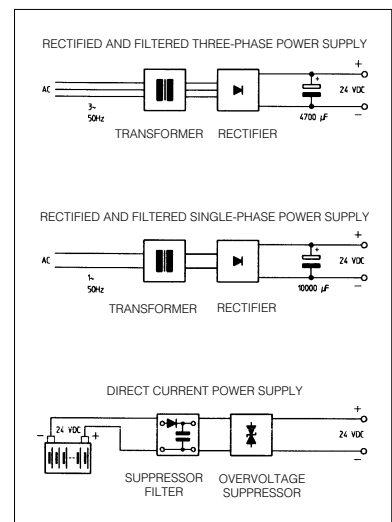 RECTIFIED AND FILTERED THREE-PHASE POWER SUPPLY
+
AC
24 VDC
3~
50Hz
+
4700 µF
−
TRANSFORMER RECTIFIER
RECTIFIED AND FILTERED SINGLE-PHASE POWER SUPPLY
+
AC
24 VDC
1~
50Hz
+
10000 µF
−
TRANSFORMER RECTIFIER
DIRECT CURRENT POWER SUPPLY
+
− 24 VDC +
24 VDC
−
SUPPRESSOR FILTER
OVERVOLTAGE SUPPRESSOR